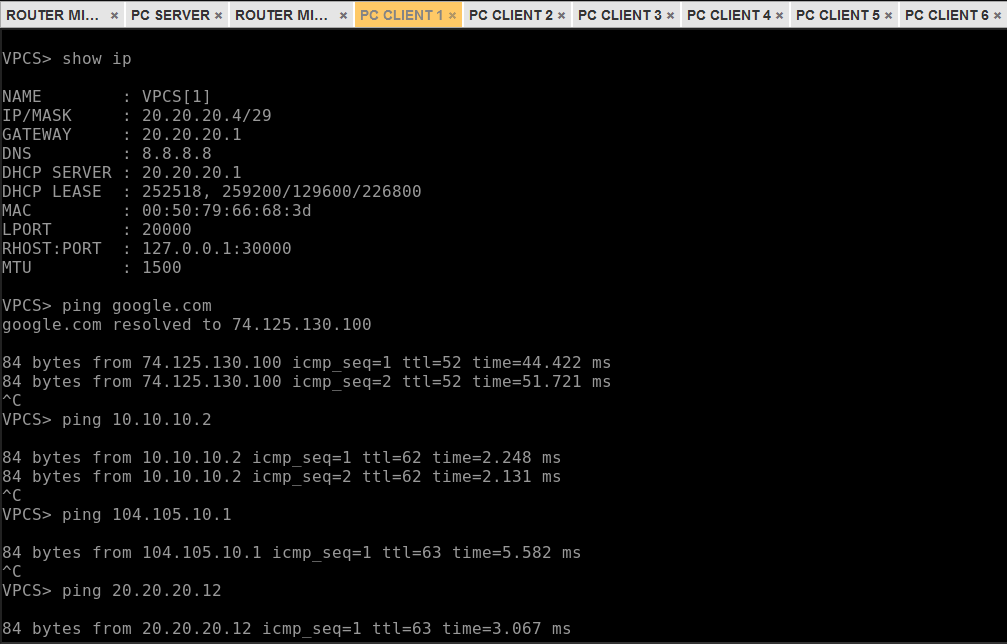 ROUTER MI... × PC SERVER × ROUTER MI... × PC CLIENT 1 × PC CLIENT 2 × PC CLIENT 3 × PC CLIENT 4 × PC CLIENT 5 × PC CLIENT 6 ×
VPCS> show ip
NAME        : VPCS[1]
IP/MASK     : 20.20.20.4/29
GATEWAY     : 20.20.20.1
DNS         : 8.8.8.8
DHCP SERVER : 20.20.20.1
DHCP LEASE  : 252518, 259200/129600/226800
MAC         : 00:50:79:66:68:3d
LPORT       : 20000
RHOST:PORT  : 127.0.0.1:30000
MTU         : 1500
VPCS> ping google.com
google.com resolved to 74.125.130.100
84 bytes from 74.125.130.100 icmp_seq=1 ttl=52 time=44.422 ms
84 bytes from 74.125.130.100 icmp_seq=2 ttl=52 time=51.721 ms
^C
VPCS> ping 10.10.10.2
84 bytes from 10.10.10.2 icmp_seq=1 ttl=62 time=2.248 ms
84 bytes from 10.10.10.2 icmp_seq=2 ttl=62 time=2.131 ms
^C
VPCS> ping 104.105.10.1
84 bytes from 104.105.10.1 icmp_seq=1 ttl=63 time=5.582 ms
^C
VPCS> ping 20.20.20.12
84 bytes from 20.20.20.12 icmp_seq=1 ttl=63 time=3.067 ms